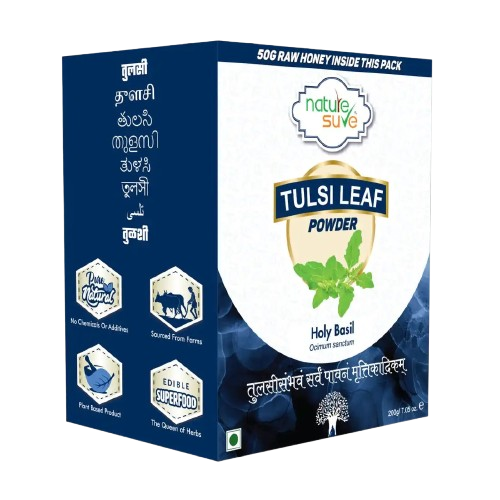 50G RAW HONEY INSIDE THIS PACK
nature
sure
TULSI LEAF
POWDER
Holy Basil
Ocimum sanctum
तुलसीसंभवं सर्वं पावनं मृत्तिकादिकम्
200g/ 7.05 oz. ℮
तुलसी
துளசி
తులసి
തുളസി
ತುಳಸಿ
তুলসী
تلسی
तुळशी
Pure
Natural
No Chemicals Or Additives
Sourced From Farms
Plant Based Product
EDIBLE
SUPERFOOD
The Queen of Herbs